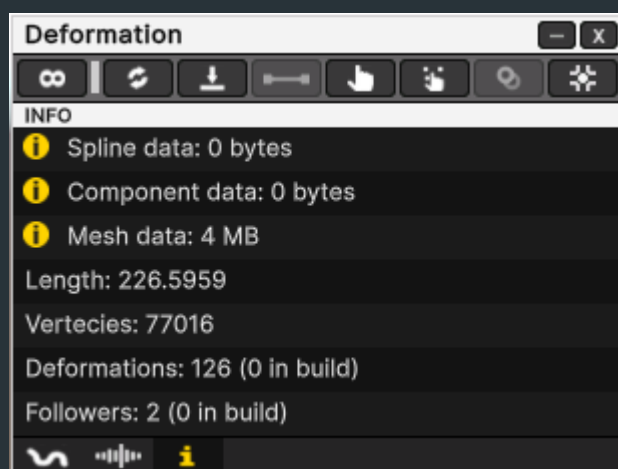 Deformation
INFO
Spline data: 0 bytes
Component data: 0 bytes
Mesh data: 4 MB
Length: 226.5959
Vertecies: 77016
Deformations: 126 (0 in build)
Followers: 2 (0 in build)